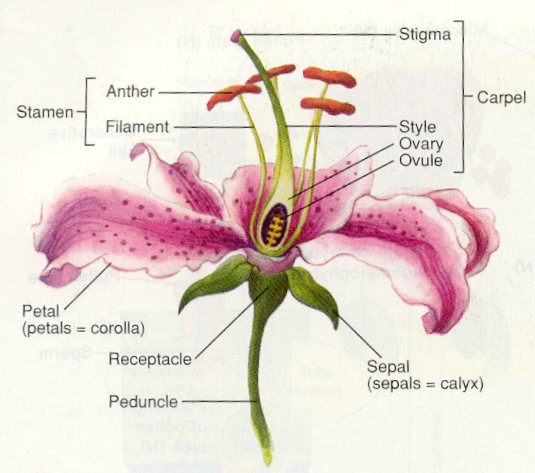 Stigma
Anther
Stamen
Carpel
Filament
Style
Ovary
Ovule
Petal
(petals = corolla)
Receptacle
Sepal
(sepals = calyx)
Peduncle